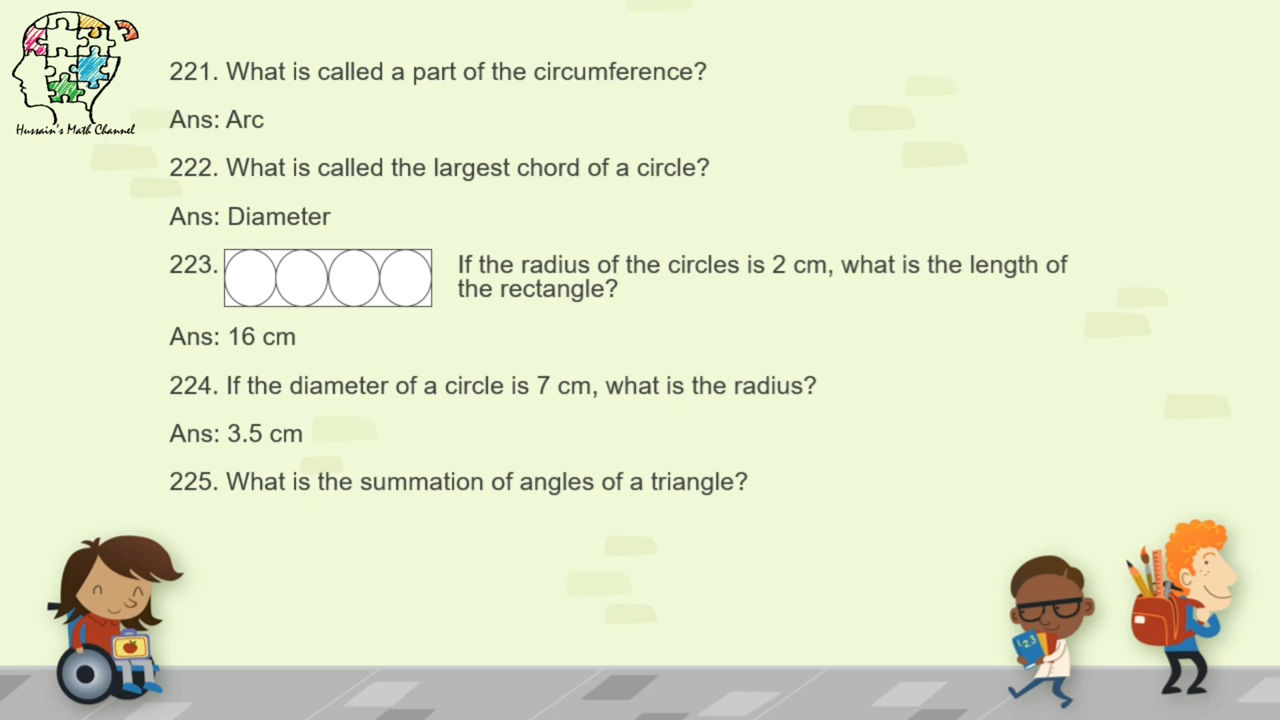 Hussain's Math Channel
221. What is called a part of the circumference?
Ans: Arc
222. What is called the largest chord of a circle?
Ans: Diameter
223. If the radius of the circles is 2 cm, what is the length of
the rectangle?
Ans: 16 cm
224. If the diameter of a circle is 7 cm, what is the radius?
Ans: 3.5 cm
225. What is the summation of angles of a triangle?
123